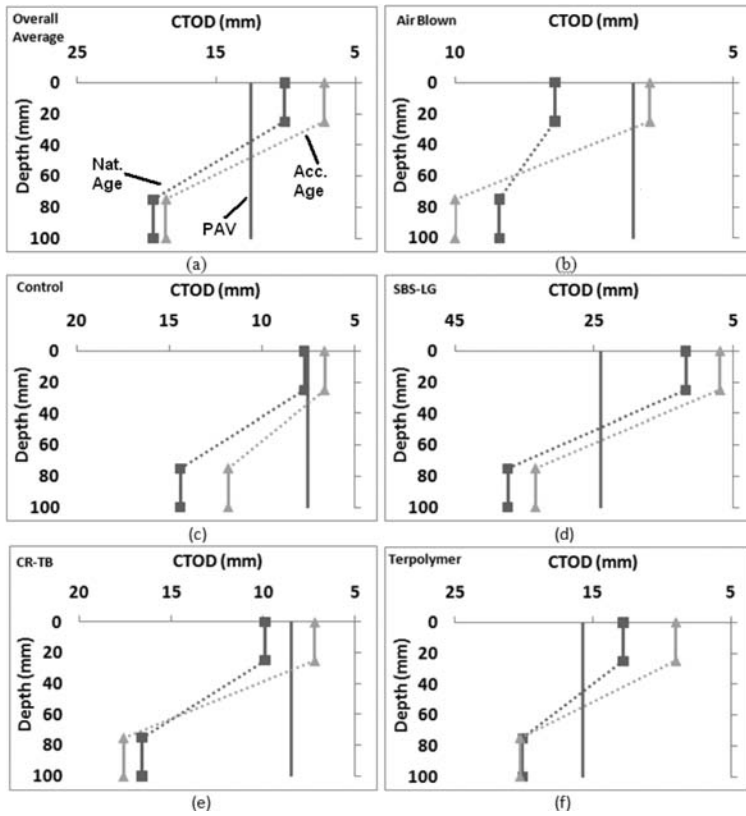 Overall
Average
CTOD (mm)
25 15 5
0
20
40
60
80
100
Depth (mm)
Nat.
Age
Acc.
Age
PAV
(a)
Air Blown
CTOD (mm)
10 5
0
20
40
60
80
100
Depth (mm)
(b)
Control
CTOD (mm)
20 10 5
0
20
40
60
80
100
Depth (mm)
(c)
SBS-LG
CTOD (mm)
45 25 5
0
20
40
60
80
100
Depth (mm)
(d)
CR-TB
CTOD (mm)
20 15 10 5
0
20
40
60
80
100
Depth (mm)
(e)
Terpolymer
CTOD (mm)
25 15 5
0
20
40
60
80
100
Depth (mm)
(f)